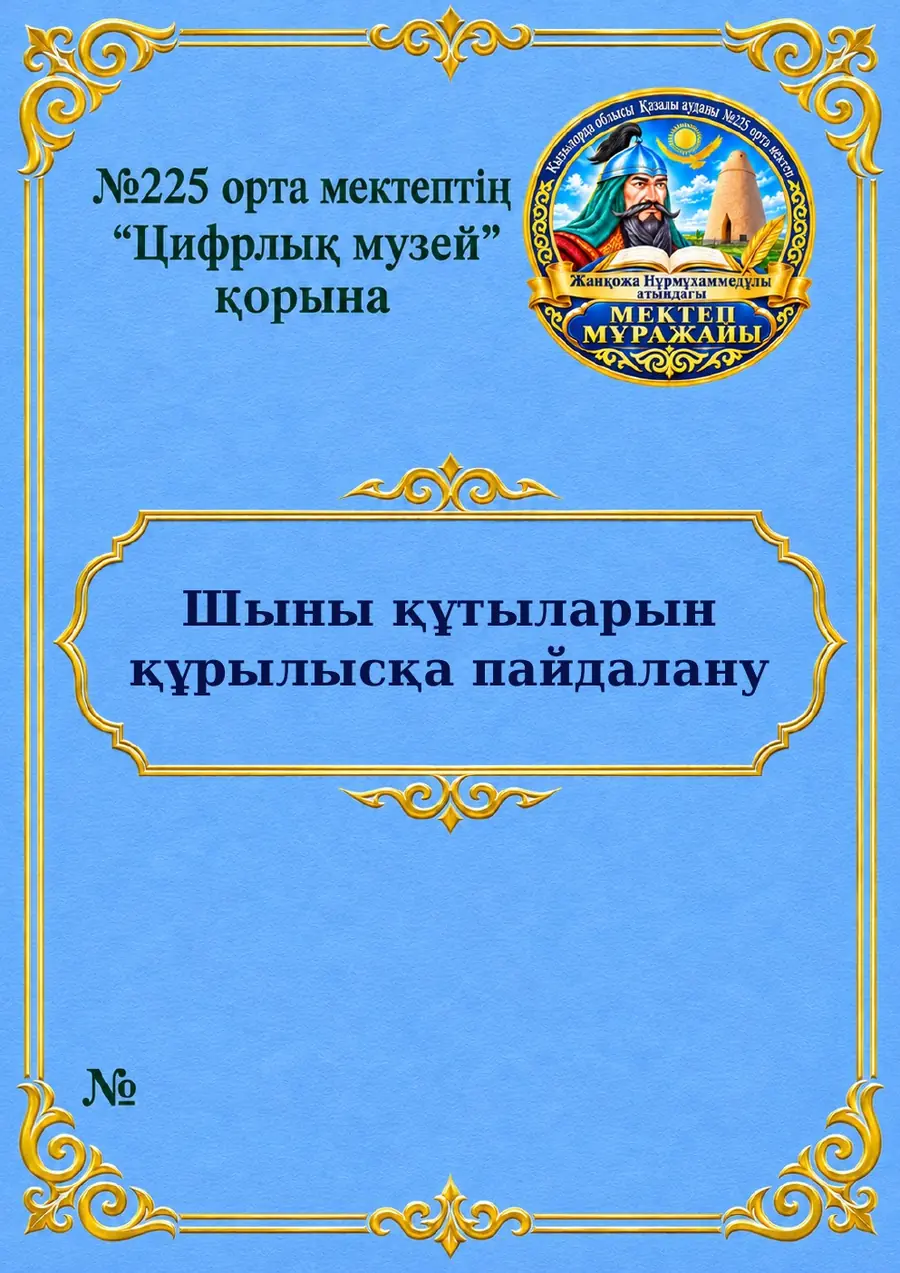 №225 орта мектептің
“Цифрлық музей”
қорына
Қызылорда облысы Қазалы ауданы №225 орта мектеп
Жанқожа Нұрмұхаммедұлы
атындағы
МЕКТЕП
МҰРАЖАЙЫ
Шыны құтыларын
құрылысқа пайдалану
№